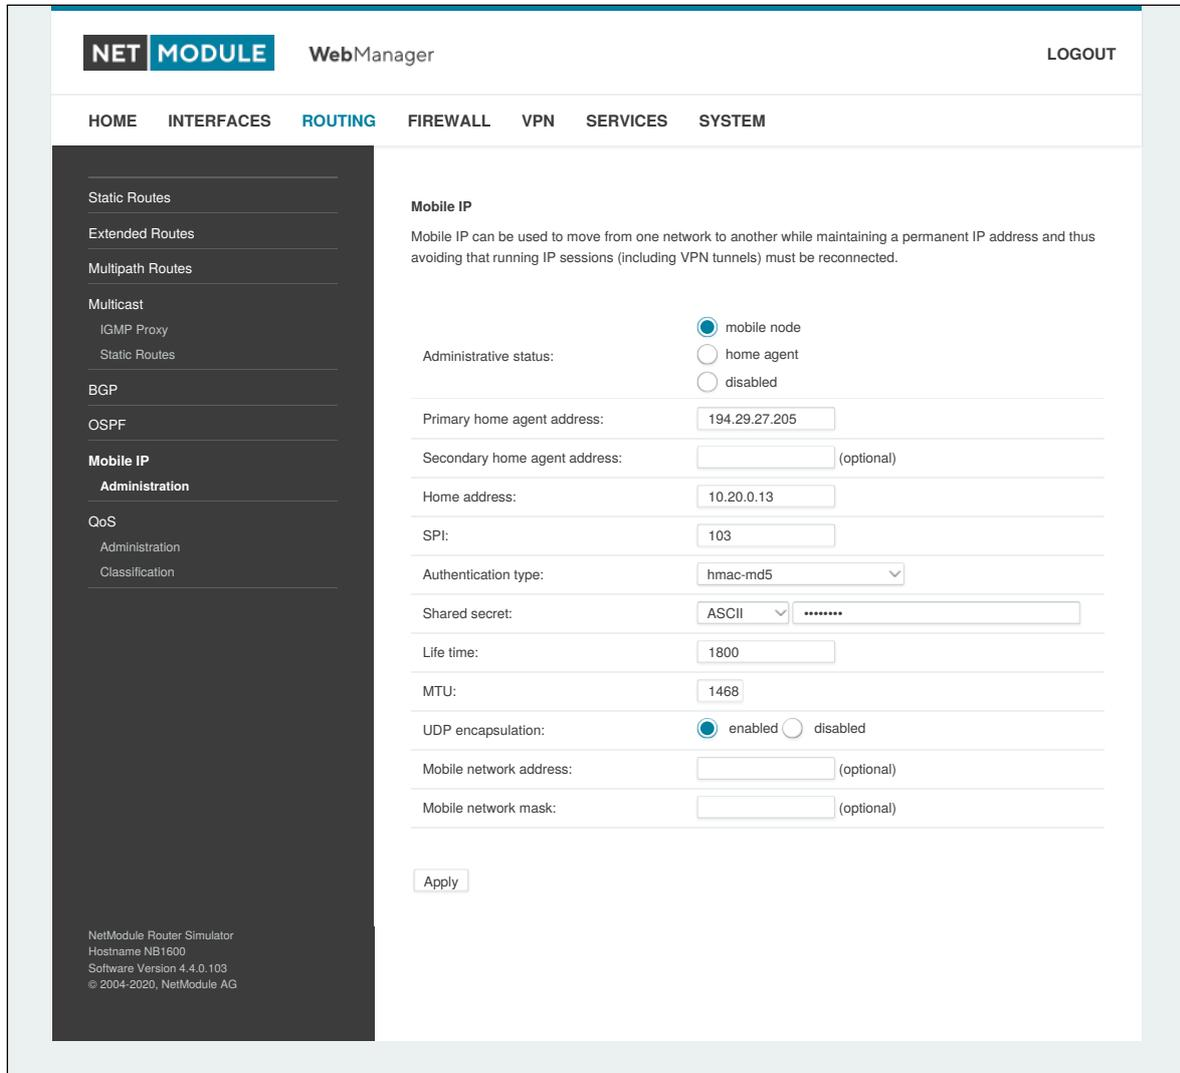 NET MODULE WebManager LOGOUT
HOME INTERFACES ROUTING FIREWALL VPN SERVICES SYSTEM
Static Routes
Extended Routes
Multipath Routes
Multicast
IGMP Proxy
Static Routes
BGP
OSPF
Mobile IP
Administration
QoS
Administration
Classification
NetModule Router Simulator
Hostname NB1600
Software Version 4.4.0.103
© 2004-2020, NetModule AG
Mobile IP
Mobile IP can be used to move from one network to another while maintaining a permanent IP address and thus
avoiding that running IP sessions (including VPN tunnels) must be reconnected.
Administrative status:
mobile node
home agent
disabled
Primary home agent address: 194.29.27.205
Secondary home agent address: (optional)
Home address: 10.20.0.13
SPI: 103
Authentication type: hmac-md5
Shared secret: ASCII ••••••••
Life time: 1800
MTU: 1468
UDP encapsulation: enabled disabled
Mobile network address: (optional)
Mobile network mask: (optional)
Apply